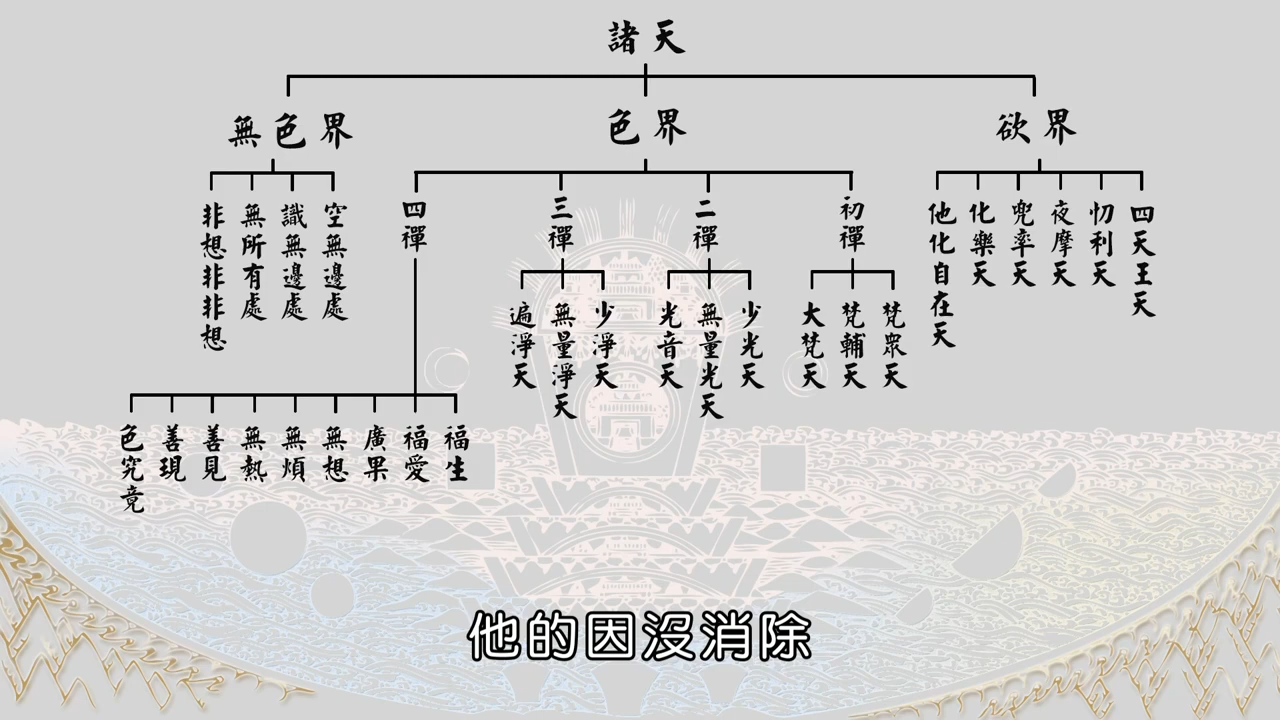 諸天
欲界
色界
無色界
四天王天
忉利天
夜摩天
兜率天
化樂天
他化自在天
初禪
二禪
三禪
四禪
梵眾天
梵輔天
大梵天
少光天
無量光天
光音天
少淨天
無量淨天
遍淨天
福生
福愛
廣果
無想
無煩
無熱
善見
善現
色究竟
空無邊處
識無邊處
無所有處
非想非非想
他的因沒消除